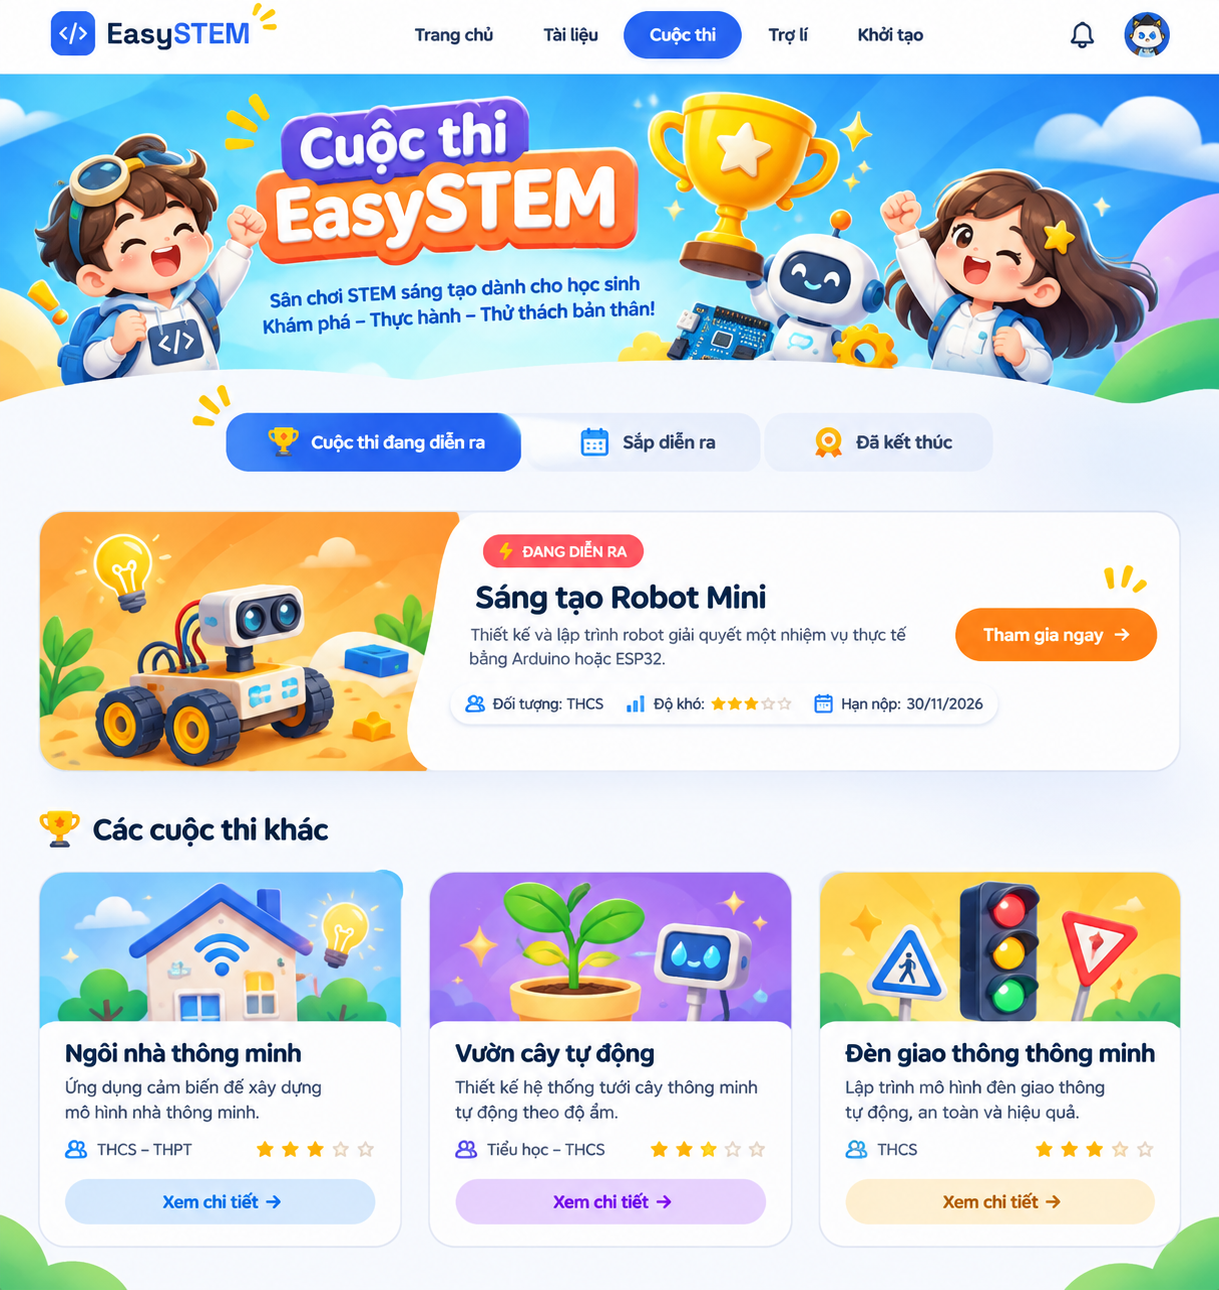 </> EasySTEM
Trang chủ
Tài liệu
Cuộc thi
Trợ lí
Khởi tạo
Cuộc thi
EasySTEM
Sân chơi STEM sáng tạo dành cho học sinh
Khám phá – Thực hành – Thử thách bản thân!
</>
Cuộc thi đang diễn ra
Sắp diễn ra
Đã kết thúc
ĐANG DIỄN RA
Sáng tạo Robot Mini
Thiết kế và lập trình robot giải quyết một nhiệm vụ thực tế
bằng Arduino hoặc ESP32.
Tham gia ngay →
Đối tượng: THCS
Độ khó: ★★★☆☆
Hạn nộp: 30/11/2026
Các cuộc thi khác
Ngôi nhà thông minh
Ứng dụng cảm biến để xây dựng
mô hình nhà thông minh.
THCS – THPT ★★★☆☆
Xem chi tiết →
Vườn cây tự động
Thiết kế hệ thống tưới cây thông minh
tự động theo độ ẩm.
Tiểu học – THCS ★★★☆☆
Xem chi tiết →
Đèn giao thông thông minh
Lập trình mô hình đèn giao thông
tự động, an toàn và hiệu quả.
THCS ★★★☆☆
Xem chi tiết →